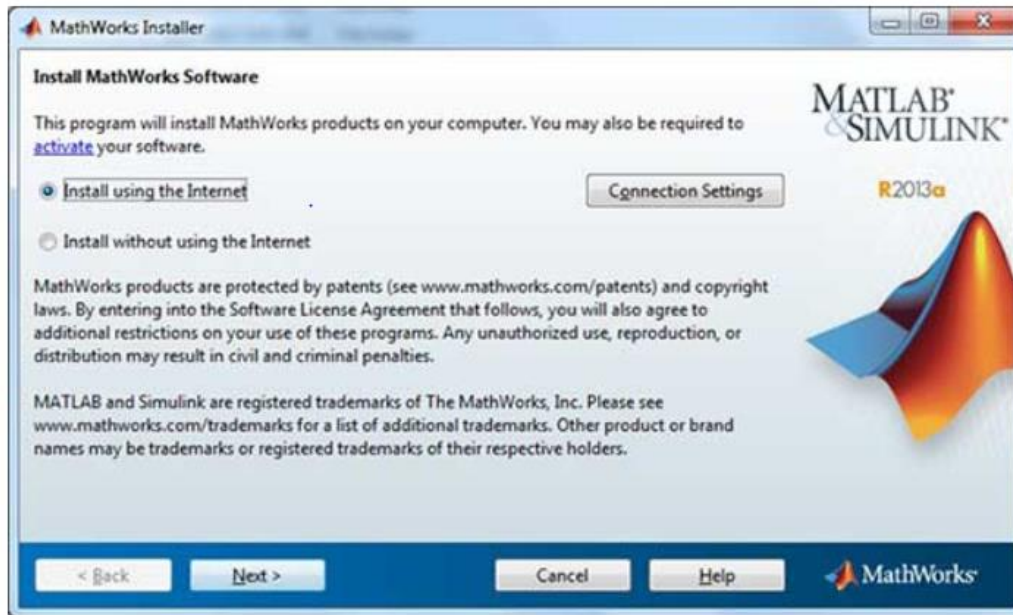 MathWorks Installer
Install MathWorks Software
This program will install MathWorks products on your computer. You may also be required to
activate your software.
Install using the Internet
Connection Settings
Install without using the Internet
MathWorks products are protected by patents (see www.mathworks.com/patents) and copyright
laws. By entering into the Software License Agreement that follows, you will also agree to
additional restrictions on your use of these programs. Any unauthorized use, reproduction, or
distribution may result in civil and criminal penalties.
MATLAB and Simulink are registered trademarks of The MathWorks, Inc. Please see
www.mathworks.com/trademarks for a list of additional trademarks. Other product or brand
names may be trademarks or registered trademarks of their respective holders.
MATLAB®
&SIMULINK®
R2013a
< Back
Next >
Cancel
Help
MathWorks®